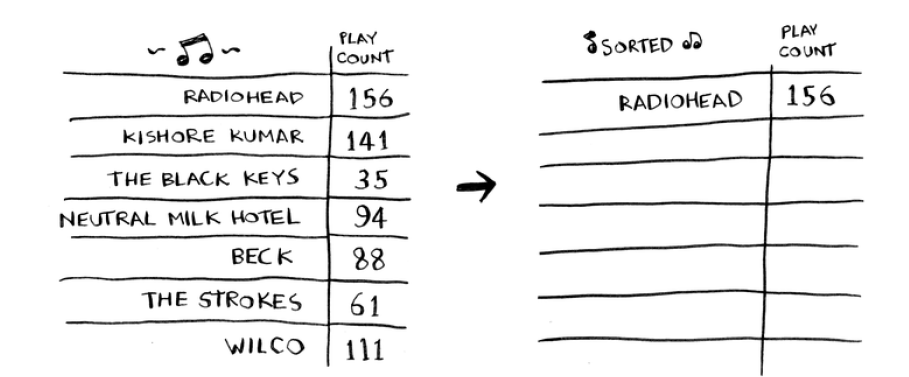 PLAY
COUNT
RADIOHEAD 156
KISHORE KUMAR 141
THE BLACK KEYS 35
NEUTRAL MILK HOTEL 94
BECK 88
THE STROKES 61
WILCO 111
SORTED
PLAY
COUNT
RADIOHEAD 156